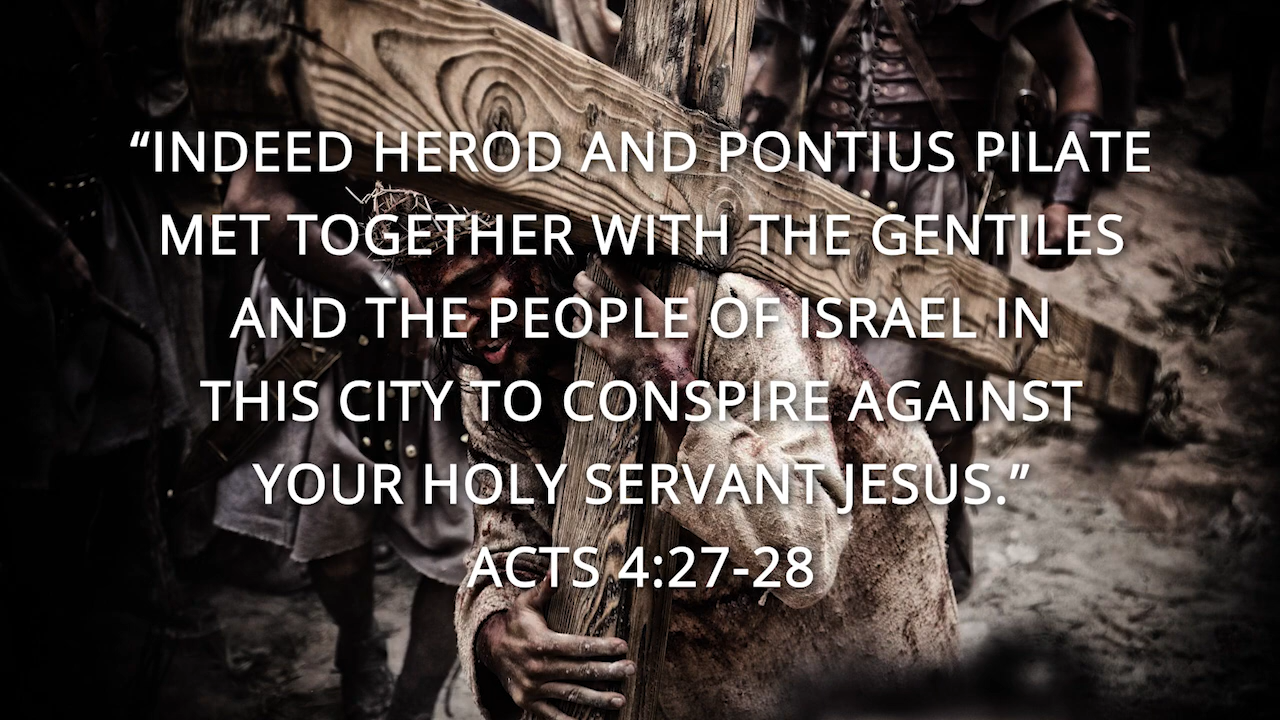 “INDEED HEROD AND PONTIUS PILATE
MET TOGETHER WITH THE GENTILES
AND THE PEOPLE OF ISRAEL IN
THIS CITY TO CONSPIRE AGAINST
YOUR HOLY SERVANT JESUS.”
ACTS 4:27-28